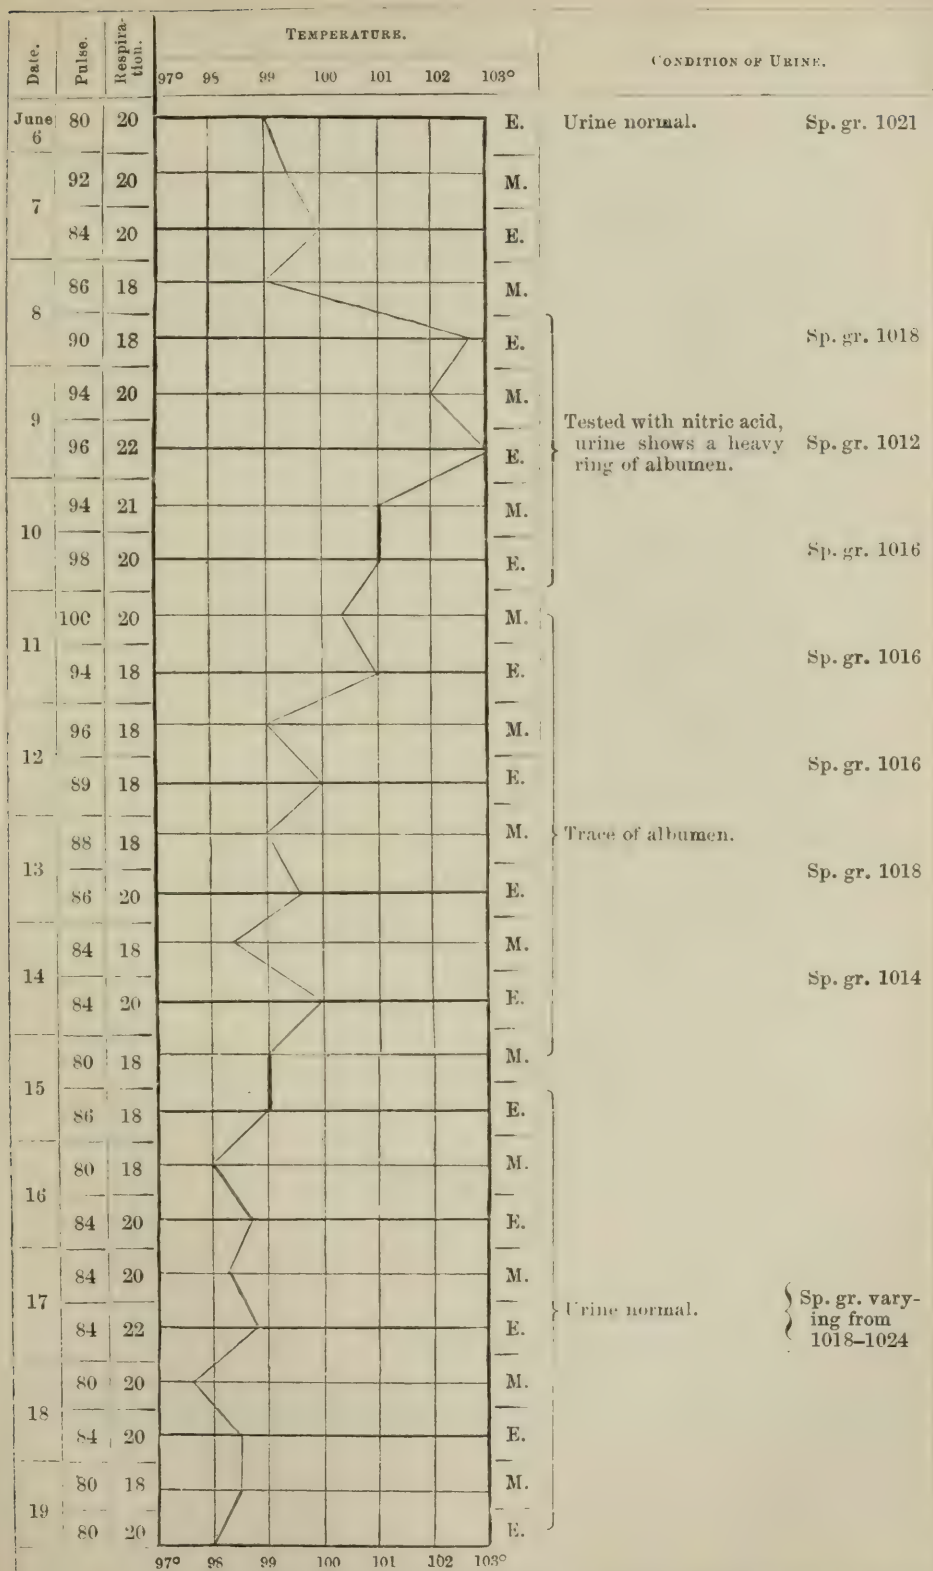 Date.
Pulse.
Respira-
tion.
TEMPERATURE.
97° 98 99 100 101 102 103°
CONDITION OF URINE.
June 6 80 20 E. Urine normal. Sp. gr. 1021
7 92 20 M.
84 20 E.
8 86 18 M.
90 18 E. Sp. gr. 1018
9 94 20 M.
Tested with nitric acid,
96 22 E. urine shows a heavy Sp. gr. 1012
ring of albumen.
10 94 21 M.
98 20 E. Sp. gr. 1016
11 100 20 M.
94 18 E. Sp. gr. 1016
12 96 18 M.
89 18 E. Sp. gr. 1016
13 88 18 M. Trace of albumen.
86 20 E. Sp. gr. 1018
14 84 18 M.
84 20 E. Sp. gr. 1014
15 80 18 M.
86 18 E.
16 80 18 M.
84 20 E.
17 84 20 M.
Urine normal. Sp. gr. vary-
84 22 E. ing from
1018–1024
18 80 20 M.
84 20 E.
19 80 18 M.
80 20 E.
97° 98 99 100 101 102 103°